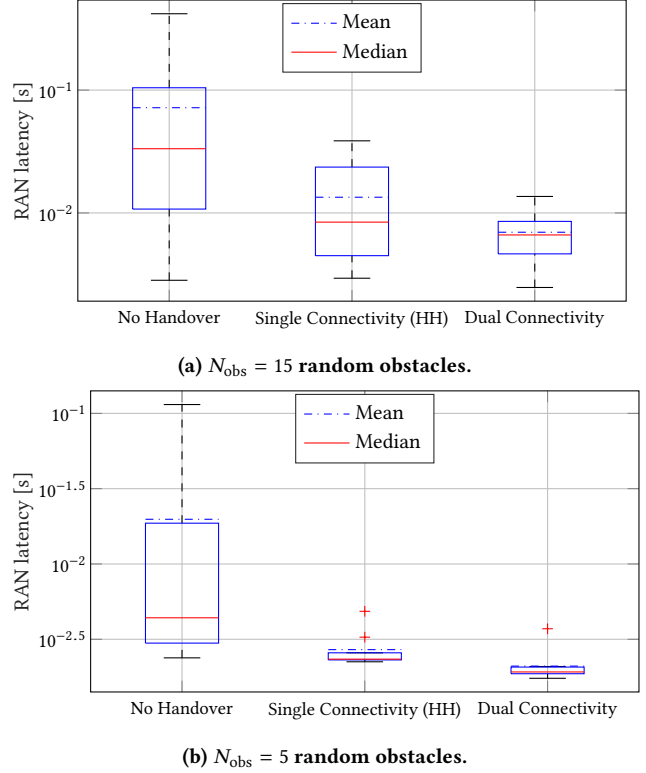 Mean
Median
RAN latency [s]
10⁻¹
10⁻²
No Handover
Single Connectivity (HH)
Dual Connectivity
(a) N_obs = 15 random obstacles.
Mean
Median
RAN latency [s]
10⁻¹
10⁻¹·⁵
10⁻²
10⁻²·⁵
No Handover
Single Connectivity (HH)
Dual Connectivity
(b) N_obs = 5 random obstacles.